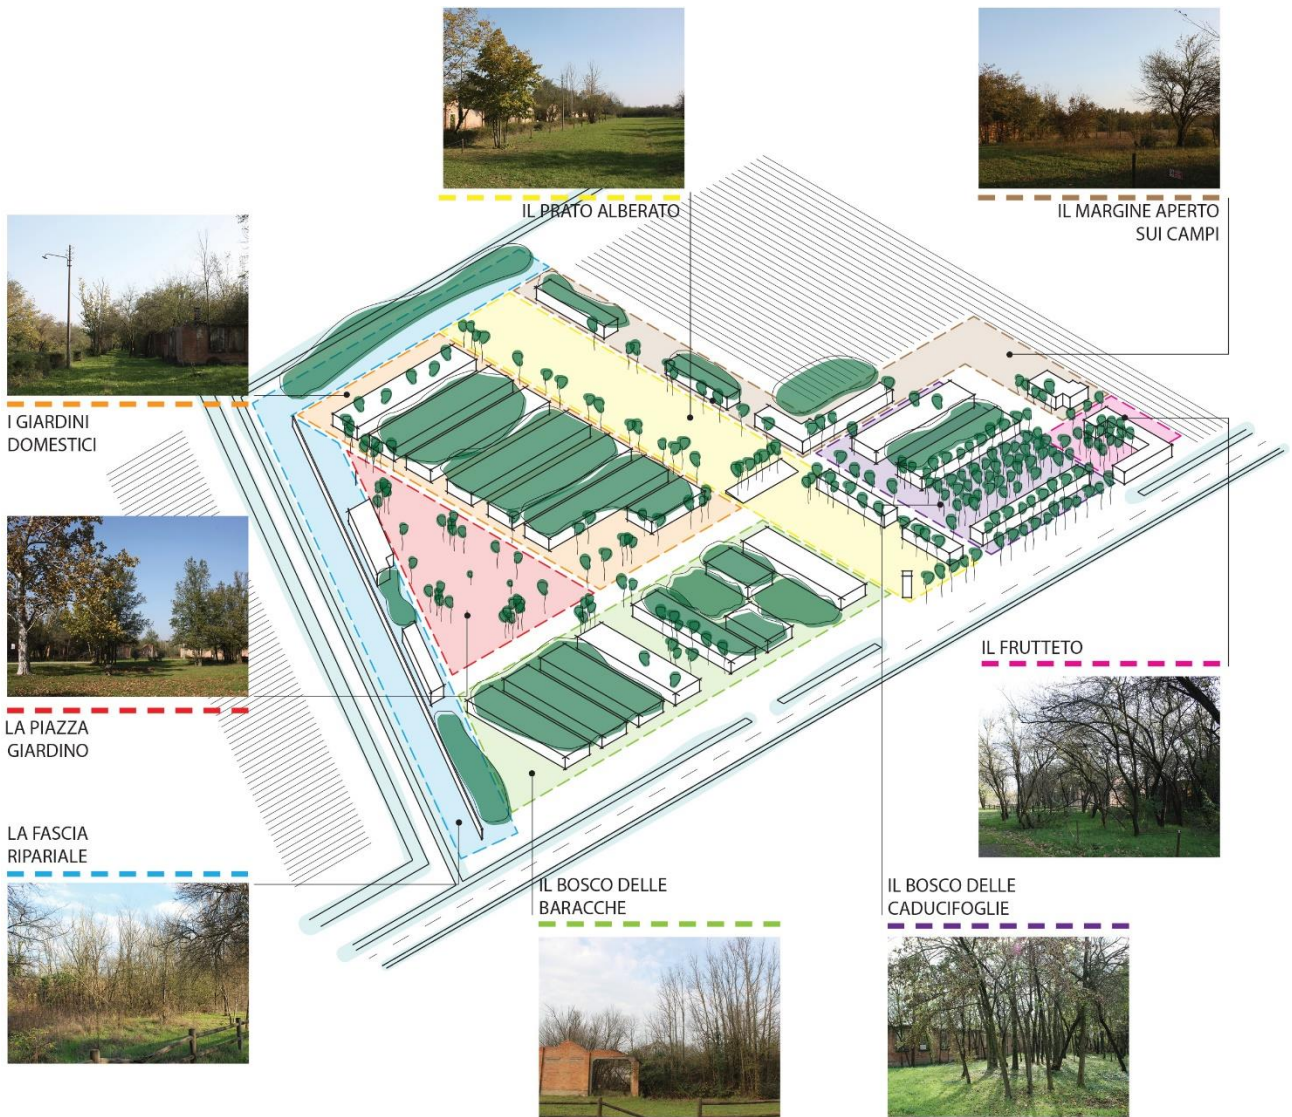 IL PRATO ALBERATO
IL MARGINE APERTO
SUI CAMPI
I GIARDINI
DOMESTICI
LA PIAZZA
GIARDINO
IL FRUTTETO
LA FASCIA
RIPARIALE
IL BOSCO DELLE
BARACCHE
IL BOSCO DELLE
CADUCIFOGLIE